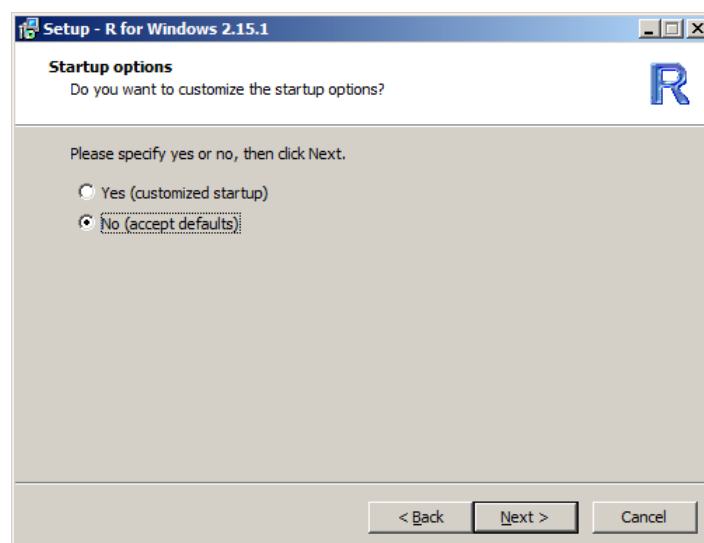 Setup - R for Windows 2.15.1
Startup options
Do you want to customize the startup options?
R
Please specify yes or no, then click Next.
Yes (customized startup)
No (accept defaults)
< Back
Next >
Cancel